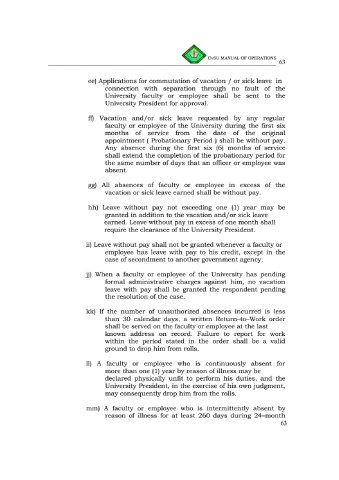 CvSU MANUAL OF OPERATIONS
63
ee) Applications for commutation of vacation / or sick leave in
connection with separation through no fault of the
University faculty or employee shall be sent to the
University President for approval.
ff) Vacation and/or sick leave requested by any regular
faculty or employee of the University during the first six
months of service from the date of the original
appointment ( Probationary Period ) shall be without pay.
Any absence during the first six (6) months of service
shall extend the completion of the probationary period for
the same number of days that an officer or employee was
absent.
gg) All absences of faculty or employee in excess of the
vacation or sick leave earned shall be without pay.
hh) Leave without pay not exceeding one (1) year may be
granted in addition to the vacation and/or sick leave
earned. Leave without pay in excess of one month shall
require the clearance of the University President.
ii) Leave without pay shall not be granted whenever a faculty or
employee has leave with pay to his credit, except in the
case of secondment to another government agency.
jj) When a faculty or employee of the University has pending
formal administrative charges against him, no vacation
leave with pay shall be granted the respondent pending
the resolution of the case.
kk) If the number of unauthorized absences incurred is less
than 30 calendar days, a written Return-to-Work order
shall be served on the faculty or employee at the last
known address on record. Failure to report for work
within the period stated in the order shall be a valid
ground to drop him from rolls.
ll) A faculty or employee who is continuously absent for
more than one (1) year by reason of illness may be
declared physically unfit to perform his duties, and the
University President, in the exercise of his own judgment,
may consequently drop him from the rolls.
mm) A faculty or employee who is intermittently absent by
reason of illness for at least 260 days during 24-month
63